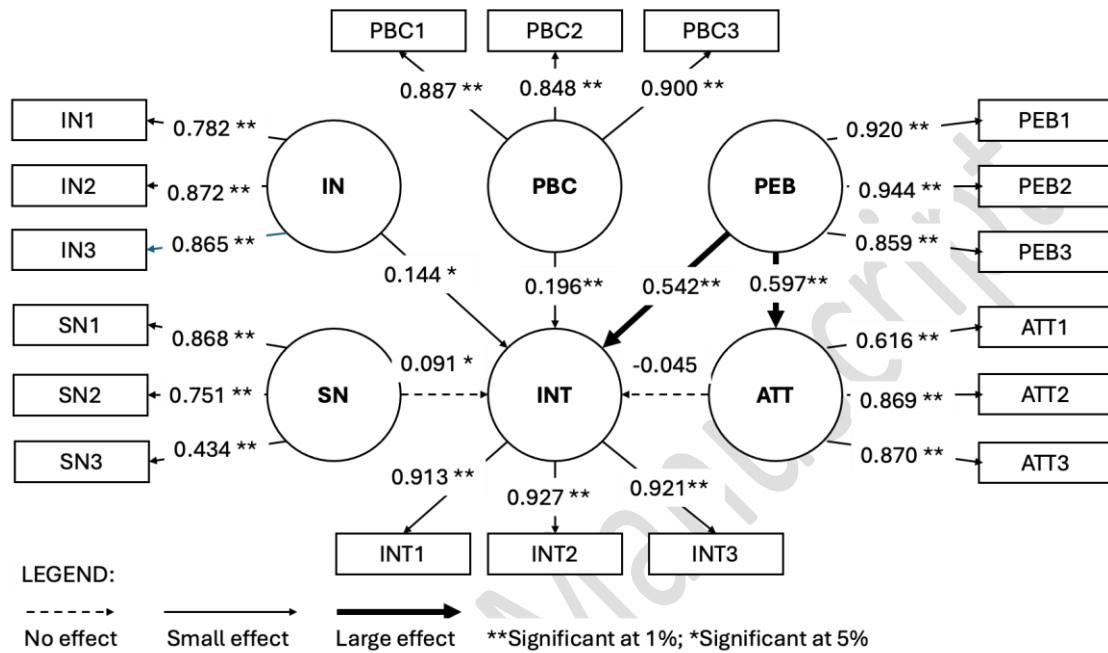 PBC1 PBC2 PBC3
0.887 ** 0.848 ** 0.900 **
IN1 0.782 ** 0.920 ** PEB1
IN2 0.872 ** IN PBC PEB 0.944 ** PEB2
IN3 0.865 ** 0.859 ** PEB3
0.144 * 0.196** 0.542** 0.597**
SN1 0.868 ** 0.616 ** ATT1
0.091 * -0.045
SN2 0.751 ** SN INT ATT 0.869 ** ATT2
SN3 0.434 ** 0.870 ** ATT3
0.913 ** 0.927 ** 0.921**
INT1 INT2 INT3
LEGEND:
No effect Small effect Large effect **Significant at 1%; *Significant at 5%
Manuscript